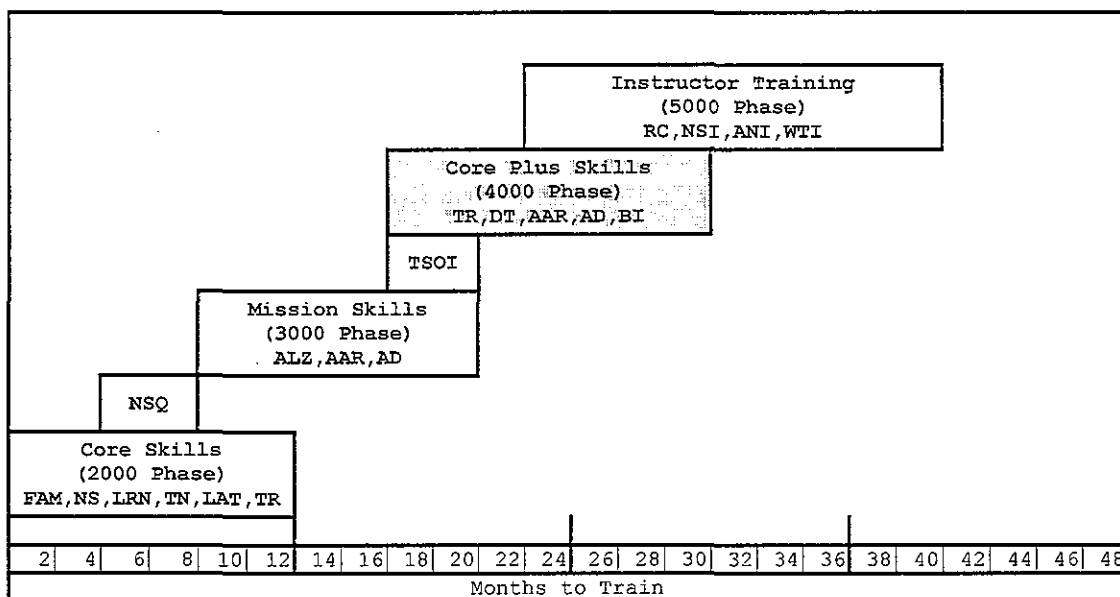 Instructor Training
(5000 Phase)
RC,NSI,ANI,WTI
Core Plus Skills
(4000 Phase)
TR,DT,AAR,AD,BI
TSOI
Mission Skills
(3000 Phase)
ALZ,AAR,AD
NSQ
Core Skills
(2000 Phase)
FAM,NS,LRN,TN,LAT,TR
2 4 6 8 10 12 14 16 18 20 22 24 26 28 30 32 34 36 38 40 42 44 46 48
Months to Train